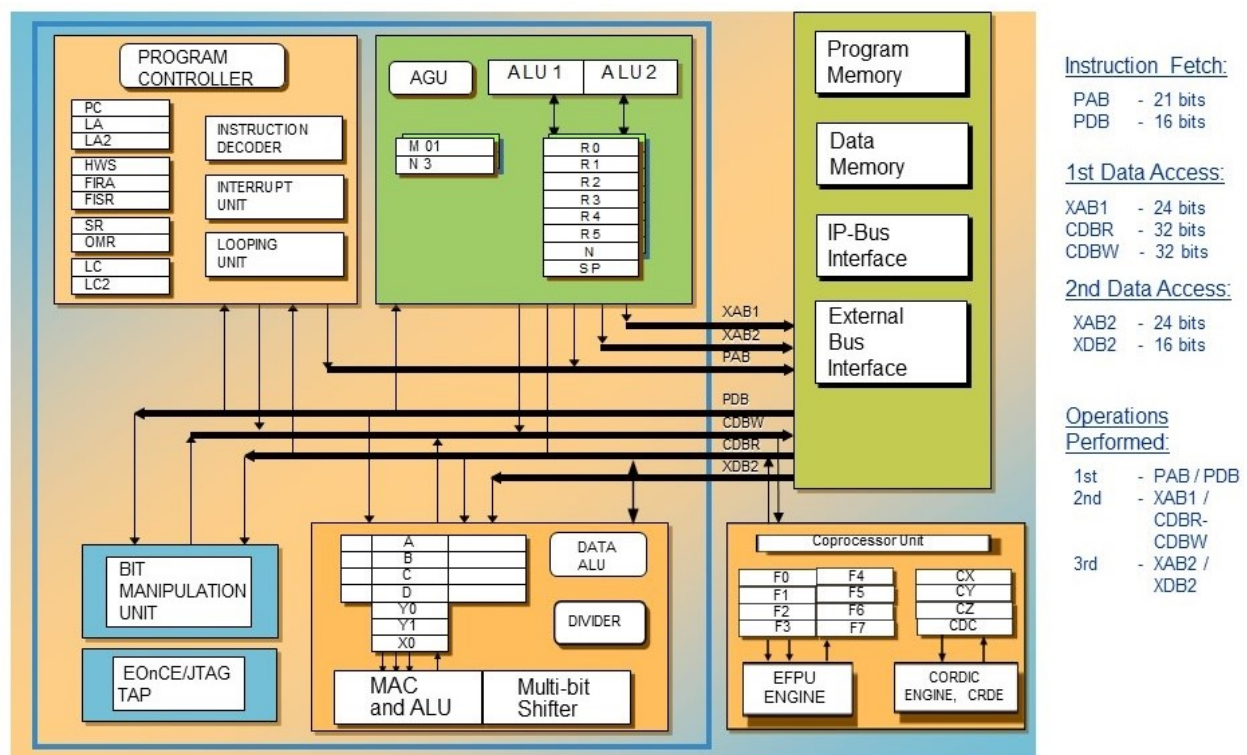 PROGRAM
CONTROLLER
PC
LA
LA2
HWS
FIRA
FISR
SR
OMR
LC
LC2
INSTRUCTION
DECODER
INTERRUPT
UNIT
LOOPING
UNIT
AGU
ALU 1
ALU 2
M 01
N 3
R 0
R 1
R 2
R 3
R 4
R 5
N
SP
Program
Memory
Data
Memory
IP-Bus
Interface
External
Bus
Interface
XAB1
XAB2
PAB
PDB
CDBW
CDBR
XDB2
BIT
MANIPULATION
UNIT
EOnCE/JTAG
TAP
A
B
C
D
Y0
Y1
X0
DATA
ALU
DIVIDER
MAC
and ALU
Multi-bit
Shifter
Coprocessor Unit
F0
F1
F2
F3
F4
F5
F6
F7
CX
CY
CZ
CDC
EFPU
ENGINE
CORDIC
ENGINE, CRDE
Instruction Fetch:
PAB - 21 bits
PDB - 16 bits
1st Data Access:
XAB1 - 24 bits
CDBR - 32 bits
CDBW - 32 bits
2nd Data Access:
XAB2 - 24 bits
XDB2 - 16 bits
Operations
Performed:
1st - PAB / PDB
2nd - XAB1 /
CDBR-
CDBW
3rd - XAB2 /
XDB2